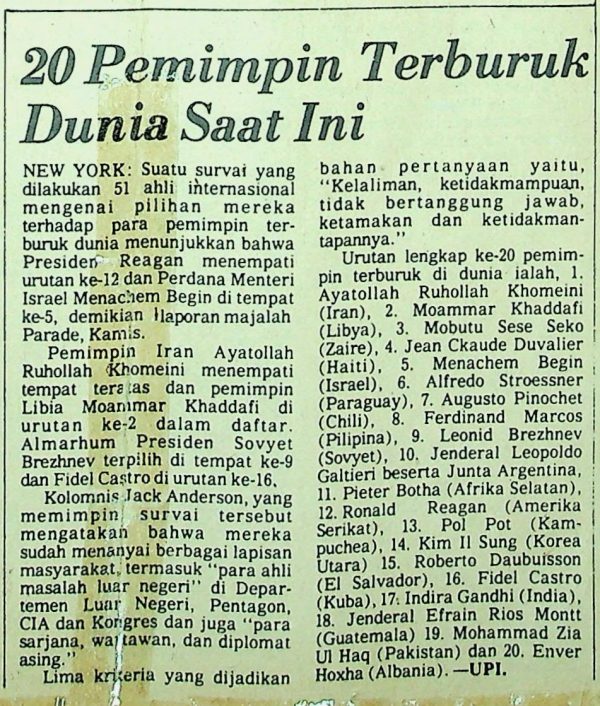 20 Pemimpin Terburuk
Dunia Saat Ini
NEW YORK: Suatu survai yang
dilakukan 51 ahli internasional
mengenai pilihan mereka
terhadap para pemimpin ter-
buruk dunia menunjukkan bahwa
Presiden Reagan menempati
urutan ke-12 dan Perdana Menteri
Israel Menachem Begin di tempat
ke-5, demikian laporan majalah
Parade, Kamis.
Pemimpin Iran Ayatollah
Ruhollah Khomeini menempati
tempat teratas dan pemimpin
Libia Moammar Khaddafi di
urutan ke-2 dalam daftar.
Almarhum Presiden Sovyet
Brezhnev terpilih di tempat ke-9
dan Fidel Castro di urutan ke-16.
Kolomnis Jack Anderson, yang
memimpin survai tersebut
mengatakan bahwa mereka
sudah menanyai berbagai lapisan
masyarakat, termasuk "para ahli
masalah luar negeri" di Depar-
temen Luar Negeri, Pentagon,
CIA dan Kongres dan juga "para
sarjana, wartawan, dan diplomat
asing."
Lima kriteria yang dijadikan
bahan pertanyaan yaitu,
"Kelaliman, ketidakmampuan,
tidak bertanggung jawab,
ketamakan dan ketidakman-
tapannya."
Urutan lengkap ke-20 pemim-
pin terburuk di dunia ialah, 1.
Ayatollah Ruhollah Khomeini
(Iran), 2. Moammar Khaddafi
(Libya), 3. Mobutu Sese Seko
(Zaire), 4. Jean Ckaude Duvalier
(Haiti), 5. Menachem Begin
(Israel), 6. Alfredo Stroessner
(Paraguay), 7. Augusto Pinochet
(Chili), 8. Ferdinand Marcos
(Pilipina), 9. Leonid Brezhnev
(Sovyet), 10. Jenderal Leopoldo
Galtieri beserta Junta Argentina,
11. Pieter Botha (Afrika Selatan),
12. Ronald Reagan (Amerika
Serikat), 13. Pol Pot (Kam-
puchea), 14. Kim Il Sung (Korea
Utara) 15. Roberto Daubuisson
(El Salvador), 16. Fidel Castro
(Kuba), 17. Indira Gandhi (India),
18. Jenderal Efrain Rios Montt
(Guatemala) 19. Mohammad Zia
Ul Haq (Pakistan) dan 20. Enver
Hoxha (Albania). —UPI.